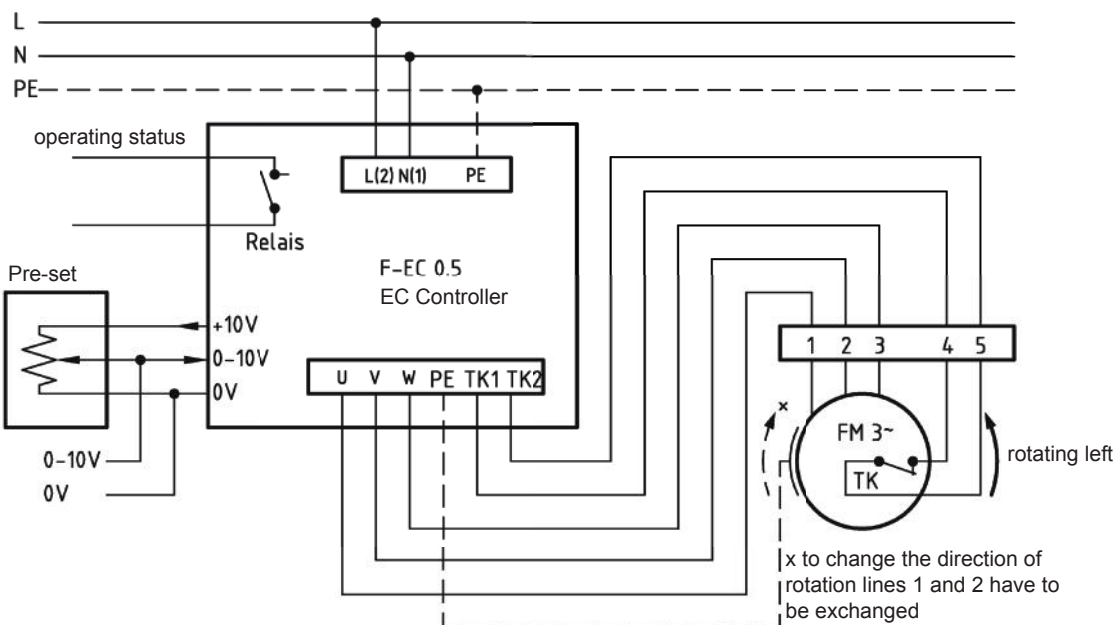 L
N
PE
operating status
L(2) N(1) PE
Relais
Pre-set
F-EC 0.5
EC Controller
+10V
0-10V
0V
U V W PE TK1 TK2
1 2 3 4 5
x
FM 3~
TK
rotating left
0-10V
0V
x to change the direction of
rotation lines 1 and 2 have to
be exchanged